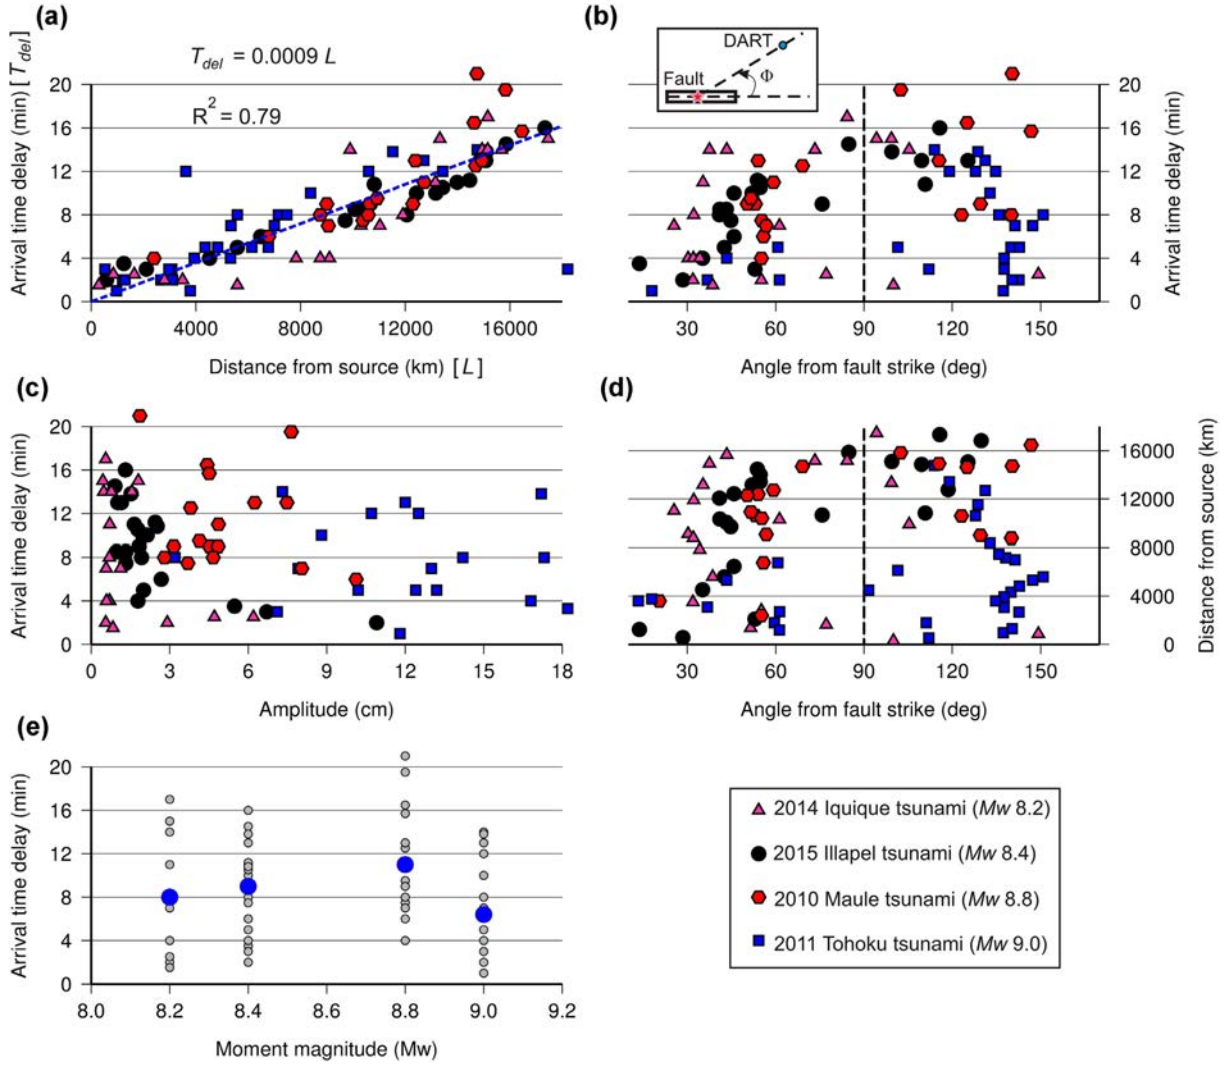 (a)
T_del = 0.0009 L
R² = 0.79
Arrival time delay (min) [T_del]
20
16
12
8
4
0
0 4000 8000 12000 16000
Distance from source (km) [L]
(b)
DART
Fault
Φ
20
16
12
8
4
0
Arrival time delay (min)
30 60 90 120 150
Angle from fault strike (deg)
(c)
Arrival time delay (min)
20
16
12
8
4
0
0 3 6 9 12 15 18
Amplitude (cm)
(d)
16000
12000
8000
4000
0
Distance from source (km)
30 60 90 120 150
Angle from fault strike (deg)
(e)
Arrival time delay (min)
20
16
12
8
4
0
8.0 8.2 8.4 8.6 8.8 9.0 9.2
Moment magnitude (Mw)
2014 Iquique tsunami (Mw 8.2)
2015 Illapel tsunami (Mw 8.4)
2010 Maule tsunami (Mw 8.8)
2011 Tohoku tsunami (Mw 9.0)